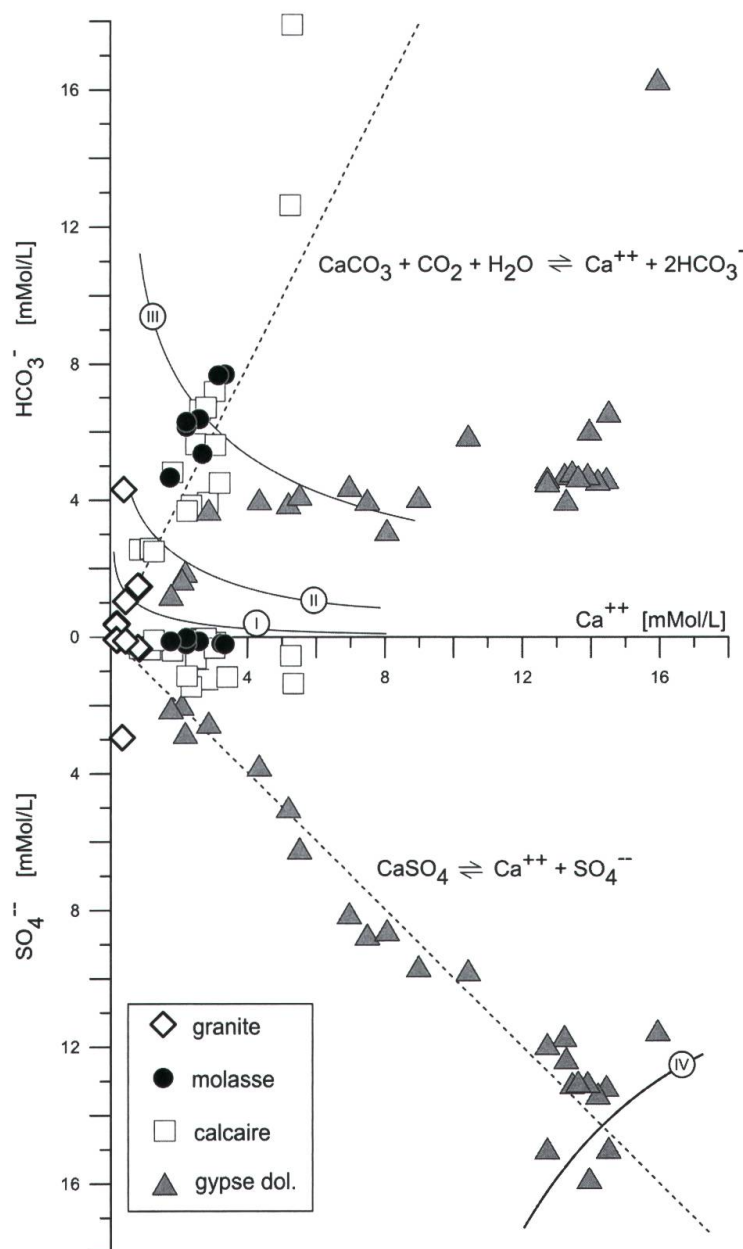 16
12
CaCO3 + CO2 + H2O ⇌ Ca++ + 2HCO3-
HCO3- [mMol/L]
III
8
4
II
I
Ca++ [mMol/L]
0
4
8
12
16
4
SO4-- [mMol/L]
CaSO4 ⇌ Ca++ + SO4--
8
12
IV
16
granite
molasse
calcaire
gypse dol.